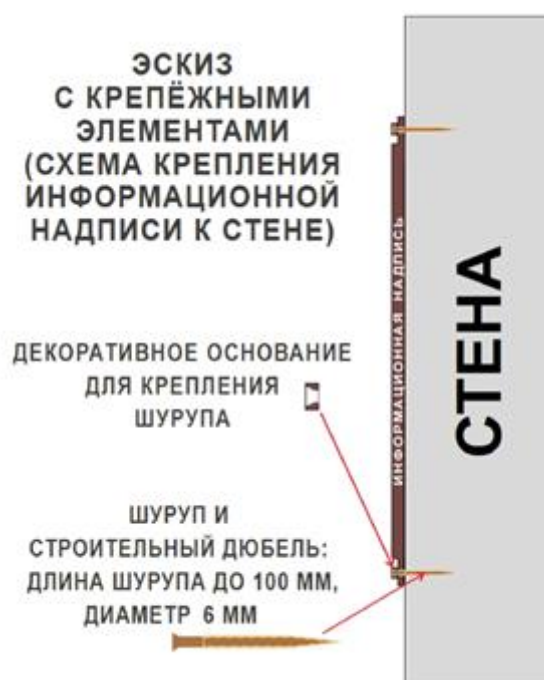 ЭСКИЗ
С КРЕПЁЖНЫМИ
ЭЛЕМЕНТАМИ
(СХЕМА КРЕПЛЕНИЯ
ИНФОРМАЦИОННОЙ
НАДПИСИ К СТЕНЕ)
ИНФОРМАЦИОННАЯ НАДПИСЬ
СТЕНА
ДЕКОРАТИВНОЕ ОСНОВАНИЕ
ДЛЯ КРЕПЛЕНИЯ
ШУРУПА
ШУРУП И
СТРОИТЕЛЬНЫЙ ДЮБЕЛЬ:
ДЛИНА ШУРУПА ДО 100 ММ,
ДИАМЕТР 6 ММ